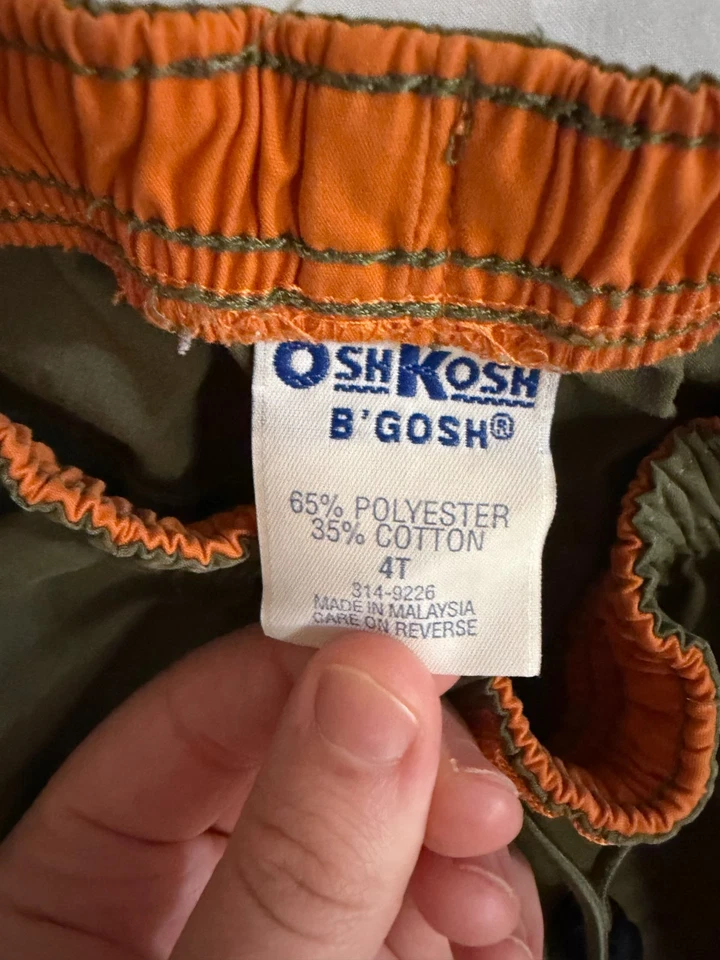 OSHKOSH
B'GOSH®
65% POLYESTER
35% COTTON
4T
314-9226
MADE IN MALAYSIA
CARE ON REVERSE